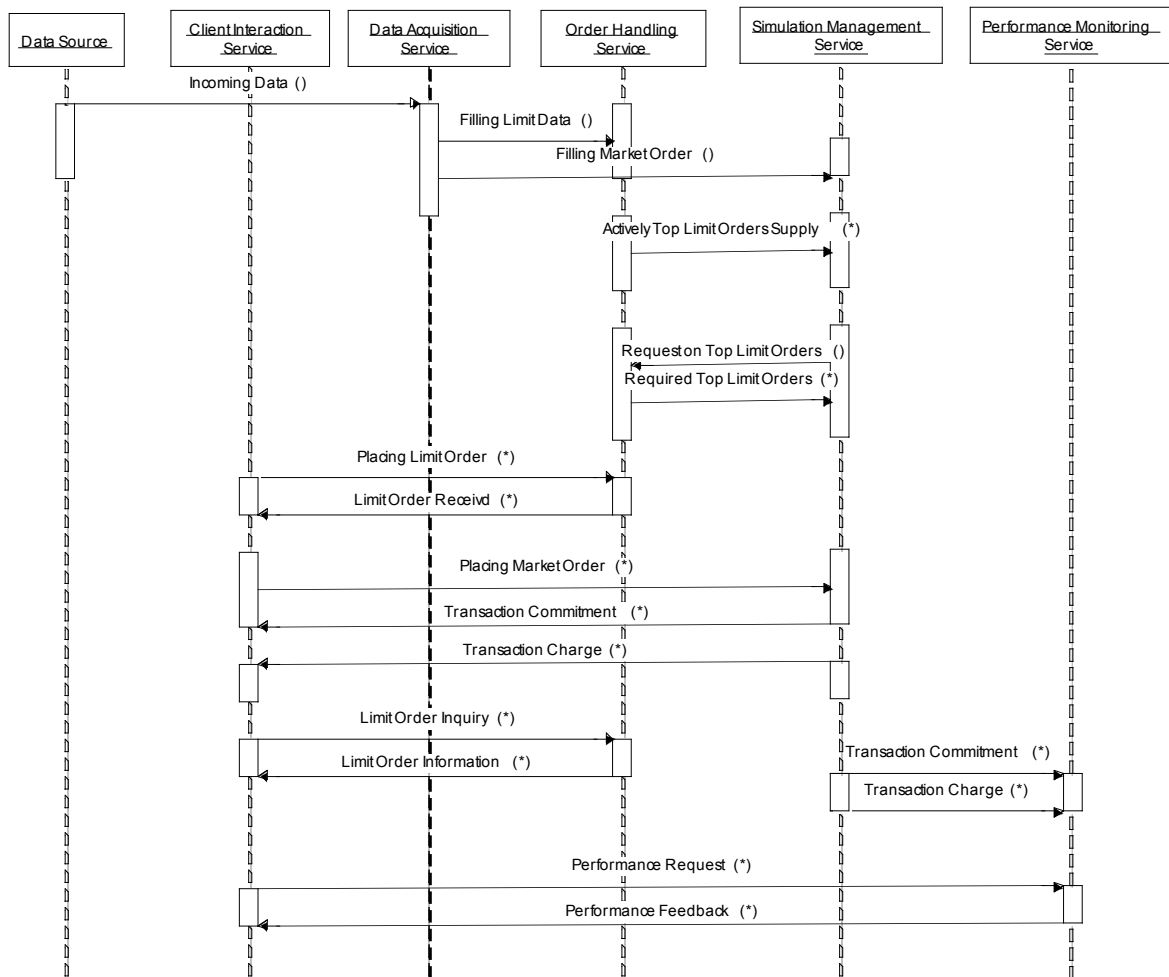 Data Source
Client Interaction
Service
Data Acquisition
Service
Order Handling
Service
Simulation Management
Service
Performance Monitoring
Service
Incoming Data ()
Filling Limit Data ()
Filling Market Order ()
Actively Top Limit Orders Supply (*)
Request on Top Limit Orders ()
Required Top Limit Orders (*)
Placing Limit Order (*)
Limit Order Receivd (*)
Placing Market Order (*)
Transaction Commitment (*)
Transaction Charge (*)
Limit Order Inquiry (*)
Limit Order Information (*)
Transaction Commitment (*)
Transaction Charge (*)
Performance Request (*)
Performance Feedback (*)